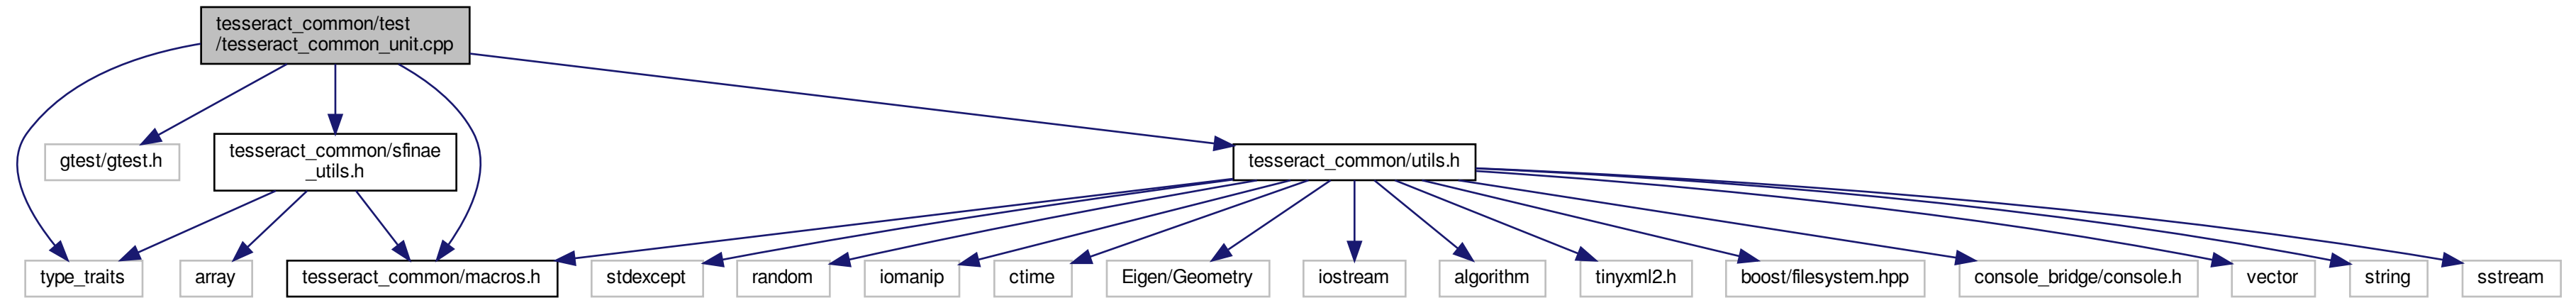 tesseract_common/test
/tesseract_common_unit.cpp
gtest/gtest.h
tesseract_common/sfinae
_utils.h
tesseract_common/utils.h
type_traits
array
tesseract_common/macros.h
stdexcept
random
iomanip
ctime
Eigen/Geometry
iostream
algorithm
tinyxml2.h
boost/filesystem.hpp
console_bridge/console.h
vector
string
sstream